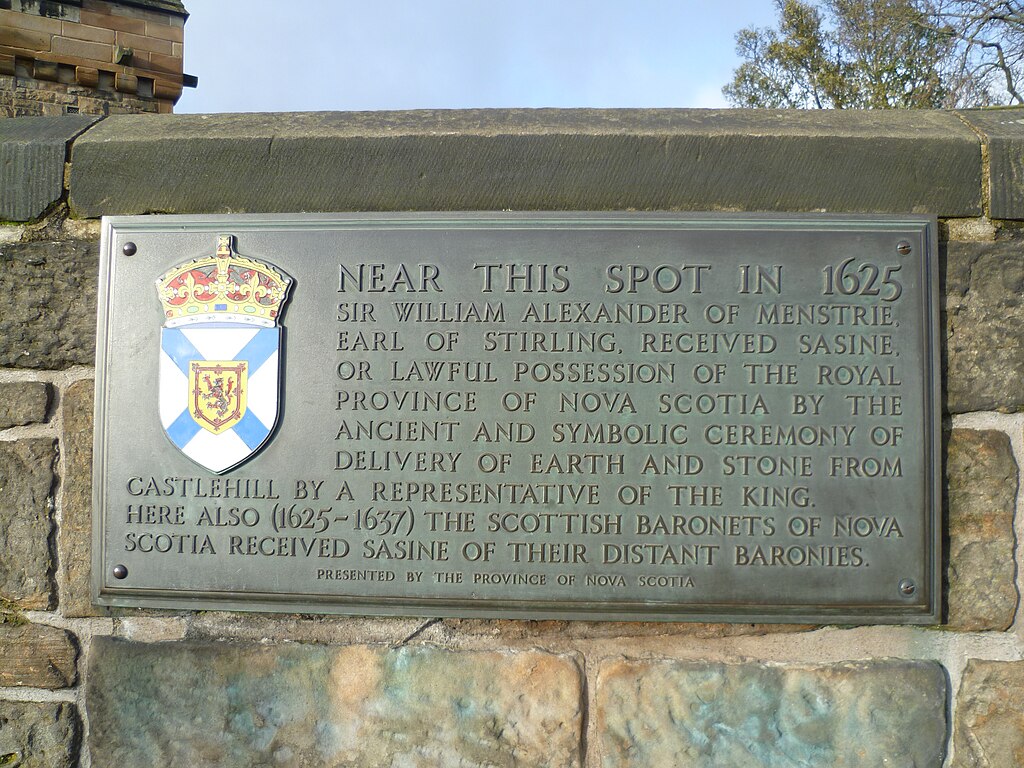 NEAR THIS SPOT IN 1625
SIR WILLIAM ALEXANDER OF MENSTRIE,
EARL OF STIRLING, RECEIVED SASINE,
OR LAWFUL POSSESSION OF THE ROYAL
PROVINCE OF NOVA SCOTIA BY THE
ANCIENT AND SYMBOLIC CEREMONY OF
DELIVERY OF EARTH AND STONE FROM
CASTLEHILL BY A REPRESENTATIVE OF THE KING.
HERE ALSO (1625-1637) THE SCOTTISH BARONETS OF NOVA
SCOTIA RECEIVED SASINE OF THEIR DISTANT BARONIES.
PRESENTED BY THE PROVINCE OF NOVA SCOTIA